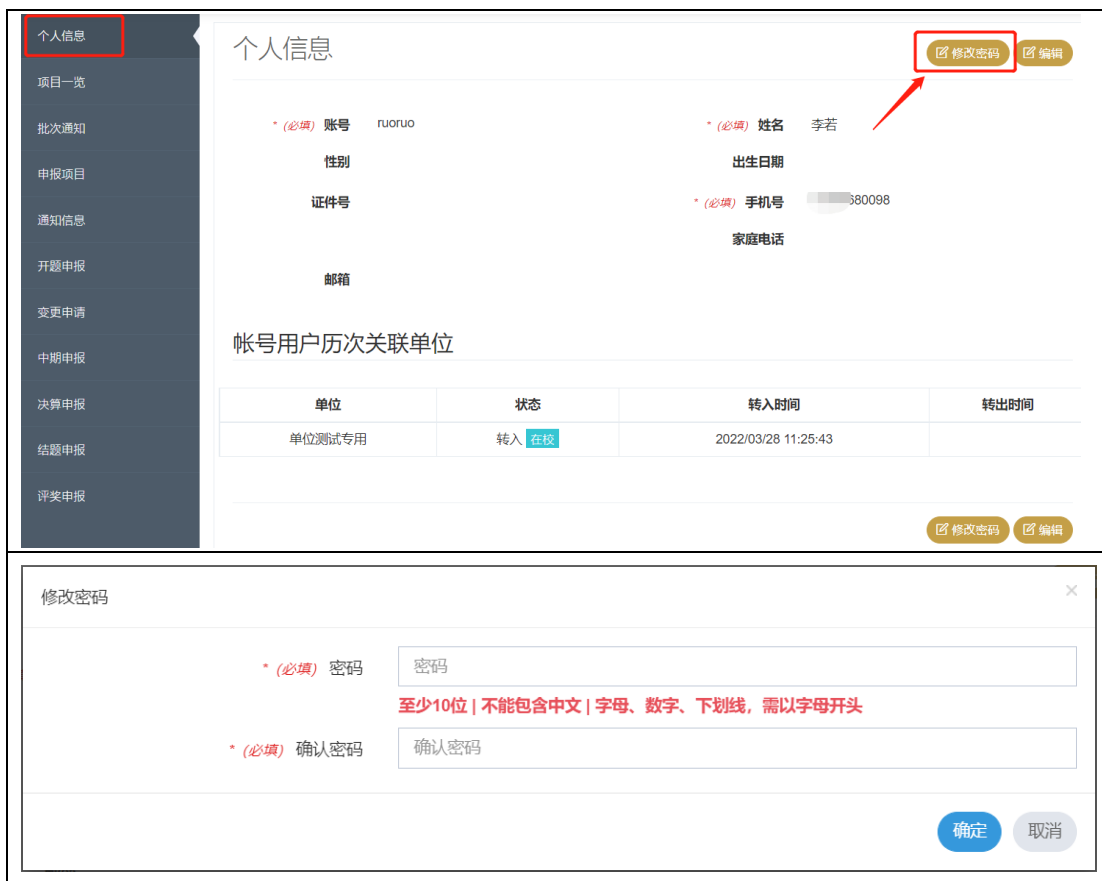 个人信息
项目一览
批次通知
申报项目
通知信息
开题申报
变更申请
中期申报
决算申报
结题申报
评奖申报
个人信息
修改密码 编辑
* (必填) 账号 ruoruo * (必填) 姓名 李若
性别 出生日期
证件号 * (必填) 手机号 680098
家庭电话
邮箱
帐号用户历次关联单位
单位 状态 转入时间 转出时间
单位测试专用 转入 在校 2022/03/28 11:25:43
修改密码 编辑
修改密码 ×
* (必填) 密码 密码
至少10位 | 不能包含中文 | 字母、数字、下划线，需以字母开头
* (必填) 确认密码 确认密码
确定 取消